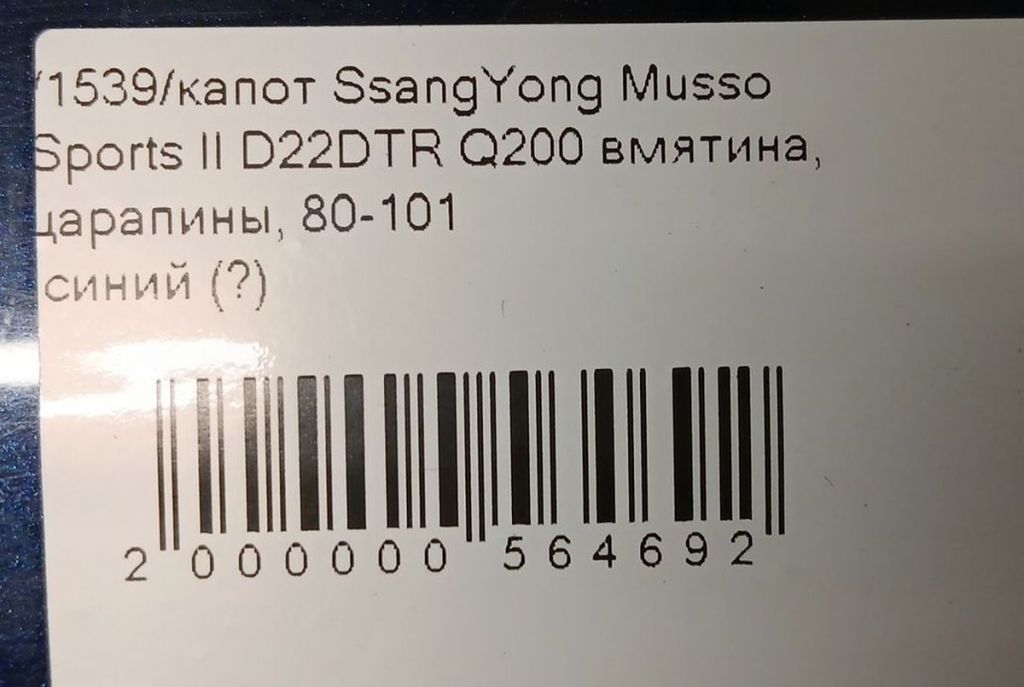 /1539/капот SsangYong Musso
Sports II D22DTR Q200 вмятина,
царапины, 80-101
синий (?)
2 000000 564692